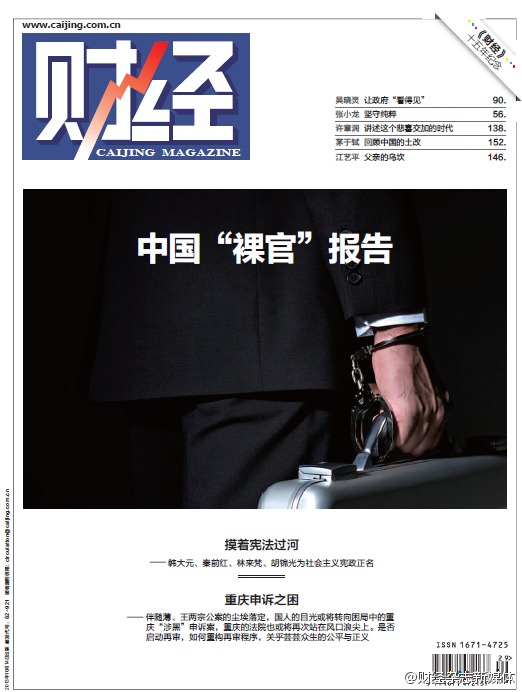 www.caijing.com.cn
《财经》
十五年纪念
财经
CAIJING MAGAZINE
吴晓灵 让政府“看得见” 90.
张小龙 坚守纯粹 56.
许章润 讲述这个悲喜交加的时代 138.
茅于轼 回顾中国的土改 152.
江艺平 父亲的乌坎 146.
中国“裸官”报告
摸着宪法过河
——韩大元、秦前红、林来梵、胡锦光为社会主义宪政正名
重庆申诉之困
——伴随薄、王两宗公案的尘埃落定，国人的目光或将转向困局中的重
庆“涉黑”申诉案，重庆的法院也或将再次站在风口浪尖上。是否
启动再审，如何重构再审程序，关乎芸芸众生的公平与正义
ISSN 1671-4725
29>